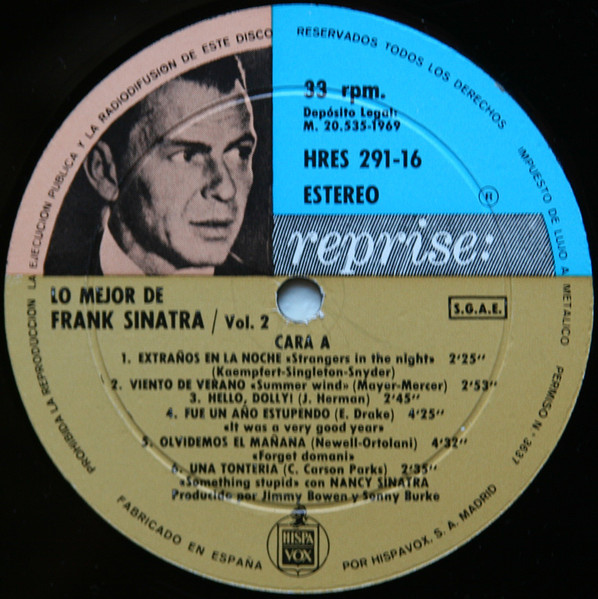 PROHIBIDA LA REPRODUCCION LA EJECUCION PUBLICA Y LA RADIODIFUSION DE ESTE DISCO
RESERVADOS TODOS LOS DERECHOS
IMPUESTO DE LUJO A METALICO PERMISO N.º 3637
33 rpm.
Depósito Legal:
M. 20.535-1969
HRES 291-16
ESTEREO
R
reprise:
LO MEJOR DE
FRANK SINATRA / Vol. 2
S.G.A.E.
CARA A
1. EXTRAÑOS EN LA NOCHE «Strangers in the night» 2'25''
(Kaempfert-Singleton-Snyder)
2. VIENTO DE VERANO «Summer wind» (Mayer-Mercer) 2'53''
3. HELLO, DOLLY! (J. Herman) 2'45''
4. FUE UN AÑO ESTUPENDO (E. Drake) 4'25''
«It was a very good year»
5. OLVIDEMOS EL MAÑANA (Newell-Ortolani) 4'32''
«Forget domani»
6. UNA TONTERIA (C. Carson Parks) 2'35''
«Something stupid» con NANCY SINATRA
Producido por Jimmy Bowen y Sonny Burke
HISPA
VOX
FABRICADO EN ESPAÑA POR HISPAVOX, S. A. MADRID